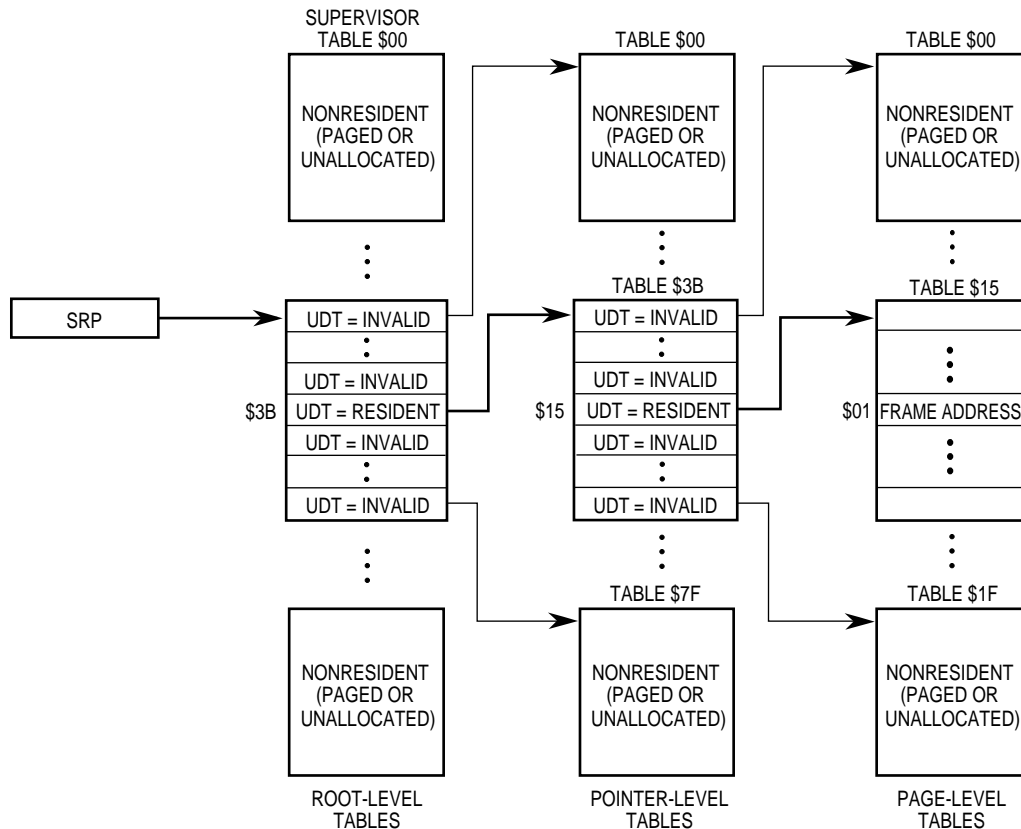 SUPERVISOR
TABLE $00
NONRESIDENT
(PAGED OR
UNALLOCATED)
TABLE $00
NONRESIDENT
(PAGED OR
UNALLOCATED)
TABLE $00
NONRESIDENT
(PAGED OR
UNALLOCATED)
SRP
UDT = INVALID
UDT = INVALID
$3B
UDT = RESIDENT
UDT = INVALID
UDT = INVALID
TABLE $3B
UDT = INVALID
UDT = INVALID
$15
UDT = RESIDENT
UDT = INVALID
UDT = INVALID
TABLE $15
$01
FRAME ADDRESS
NONRESIDENT
(PAGED OR
UNALLOCATED)
TABLE $7F
NONRESIDENT
(PAGED OR
UNALLOCATED)
TABLE $1F
NONRESIDENT
(PAGED OR
UNALLOCATED)
ROOT-LEVEL
TABLES
POINTER-LEVEL
TABLES
PAGE-LEVEL
TABLES